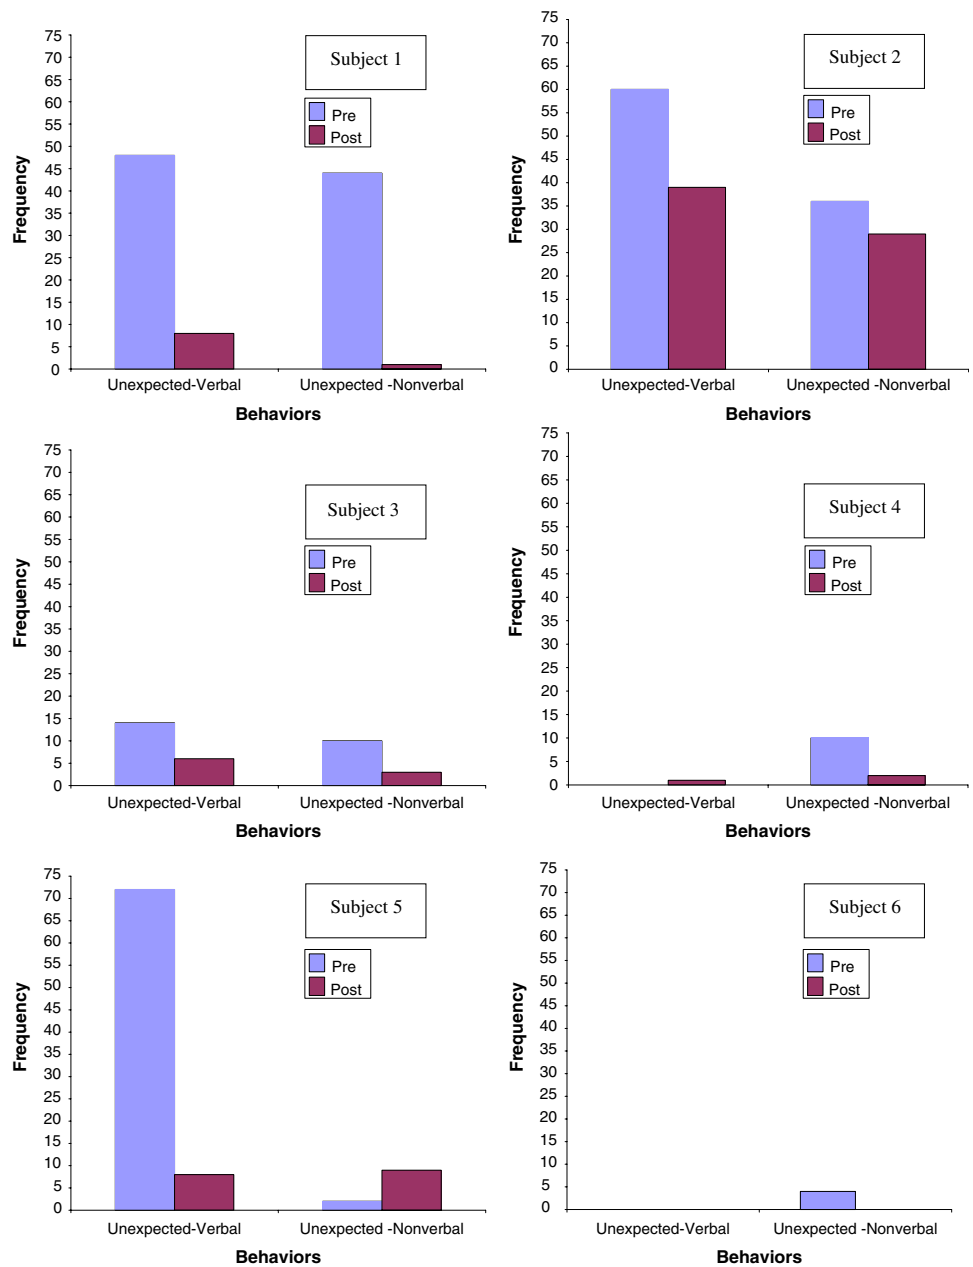 Subject 1
Pre
Post
Frequency
75
70
65
60
55
50
45
40
35
30
25
20
15
10
5
0
Unexpected-Verbal
Unexpected -Nonverbal
Behaviors
Subject 2
Pre
Post
Frequency
75
70
65
60
55
50
45
40
35
30
25
20
15
10
5
0
Unexpected-Verbal
Unexpected -Nonverbal
Behaviors
Subject 3
Pre
Post
Frequency
75
70
65
60
55
50
45
40
35
30
25
20
15
10
5
0
Unexpected-Verbal
Unexpected -Nonverbal
Behaviors
Subject 4
Pre
Post
Frequency
75
70
65
60
55
50
45
40
35
30
25
20
15
10
5
0
Unexpected-Verbal
Unexpected -Nonverbal
Behaviors
Subject 5
Pre
Post
Frequency
75
70
65
60
55
50
45
40
35
30
25
20
15
10
5
0
Unexpected-Verbal
Unexpected -Nonverbal
Behaviors
Subject 6
Pre
Post
Frequency
75
70
65
60
55
50
45
40
35
30
25
20
15
10
5
0
Unexpected-Verbal
Unexpected -Nonverbal
Behaviors